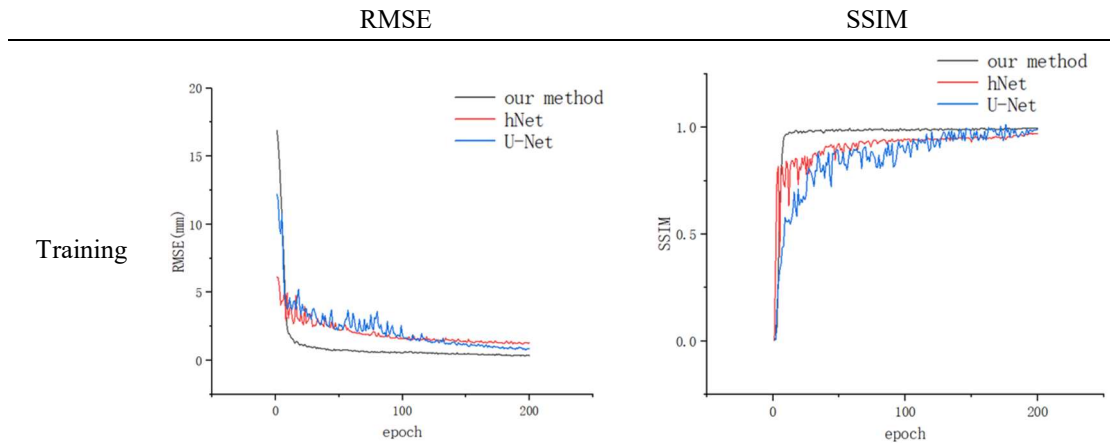 RMSE
SSIM
Training
our method
hNet
U-Net
20
15
10
5
0
RMSE(mm)
0
100
200
epoch
our method
hNet
U-Net
1.0
0.5
0.0
SSIM
0
100
200
epoch